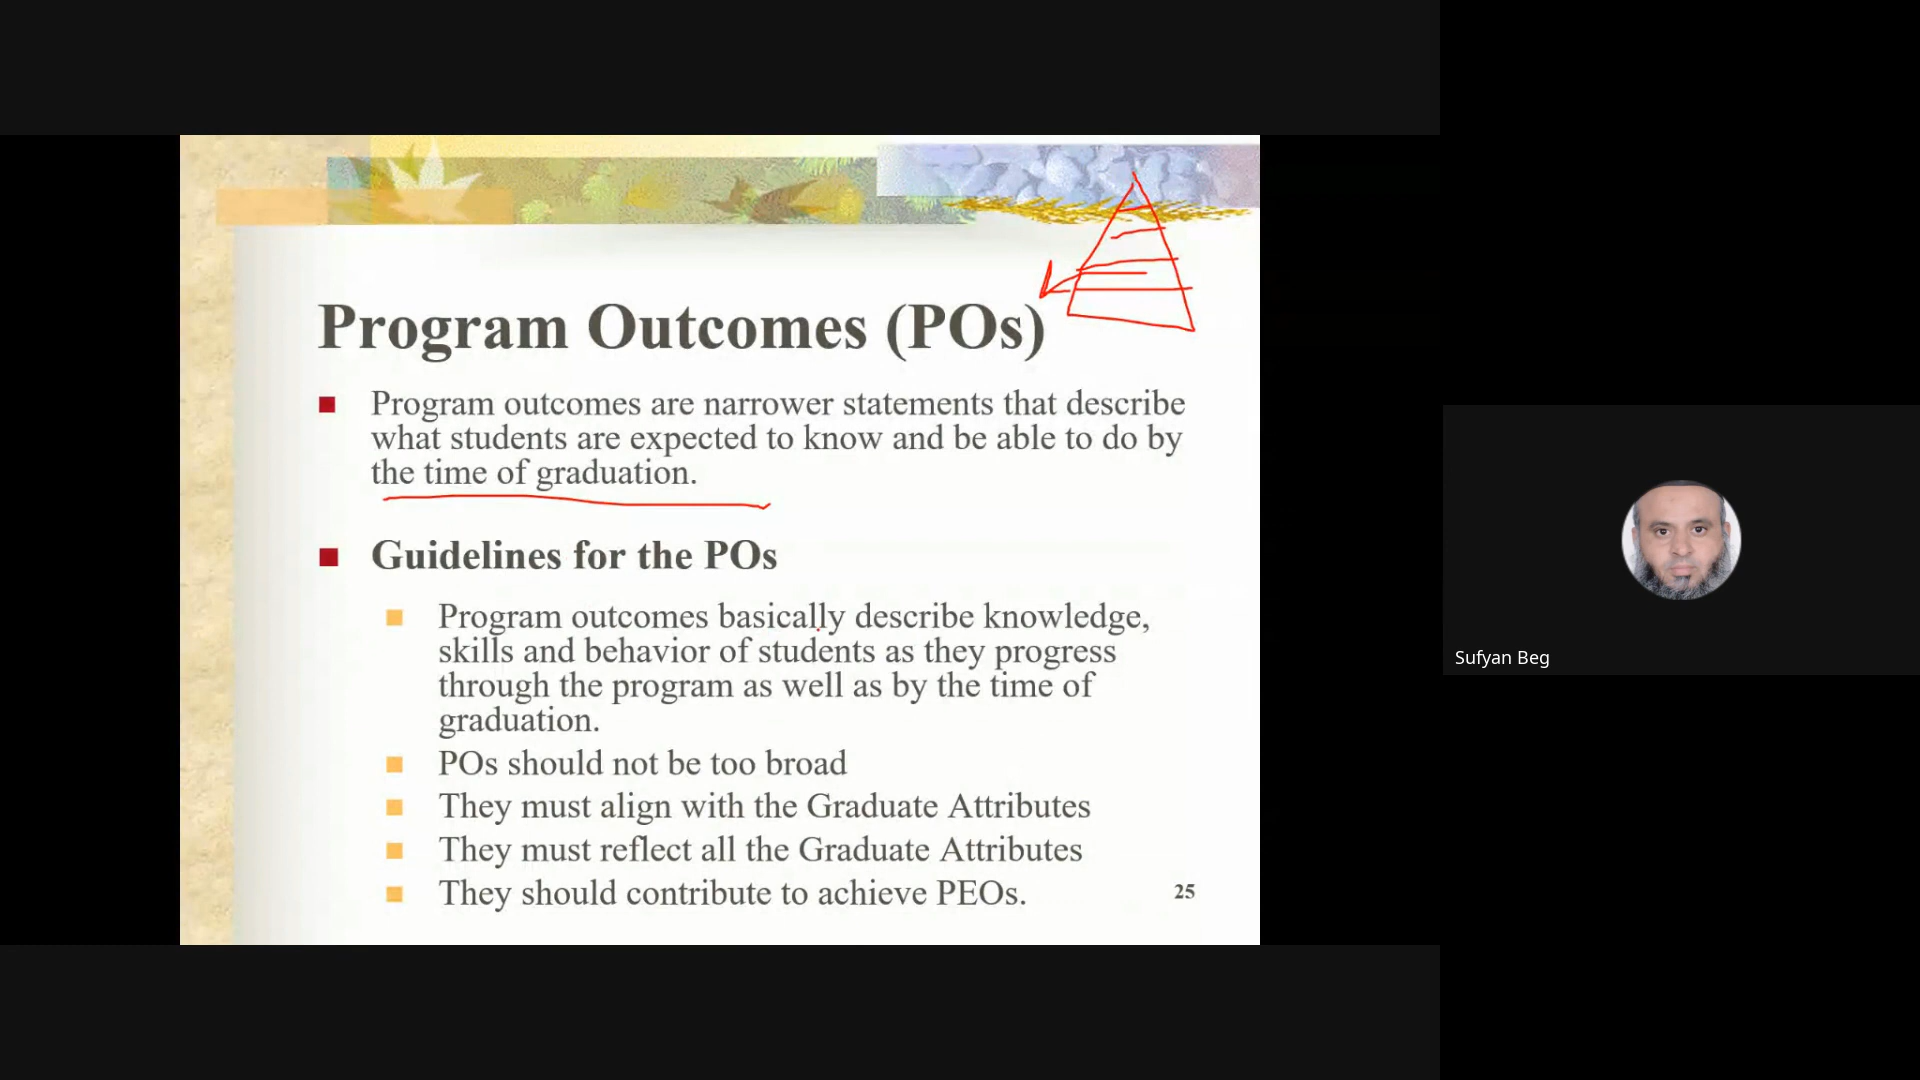 Program Outcomes (POs)
Program outcomes are narrower statements that describe
what students are expected to know and be able to do by
the time of graduation.
Guidelines for the POs
Program outcomes basically describe knowledge,
skills and behavior of students as they progress
through the program as well as by the time of
graduation.
POs should not be too broad
They must align with the Graduate Attributes
They must reflect all the Graduate Attributes
They should contribute to achieve PEOs.
25
Sufyan Beg